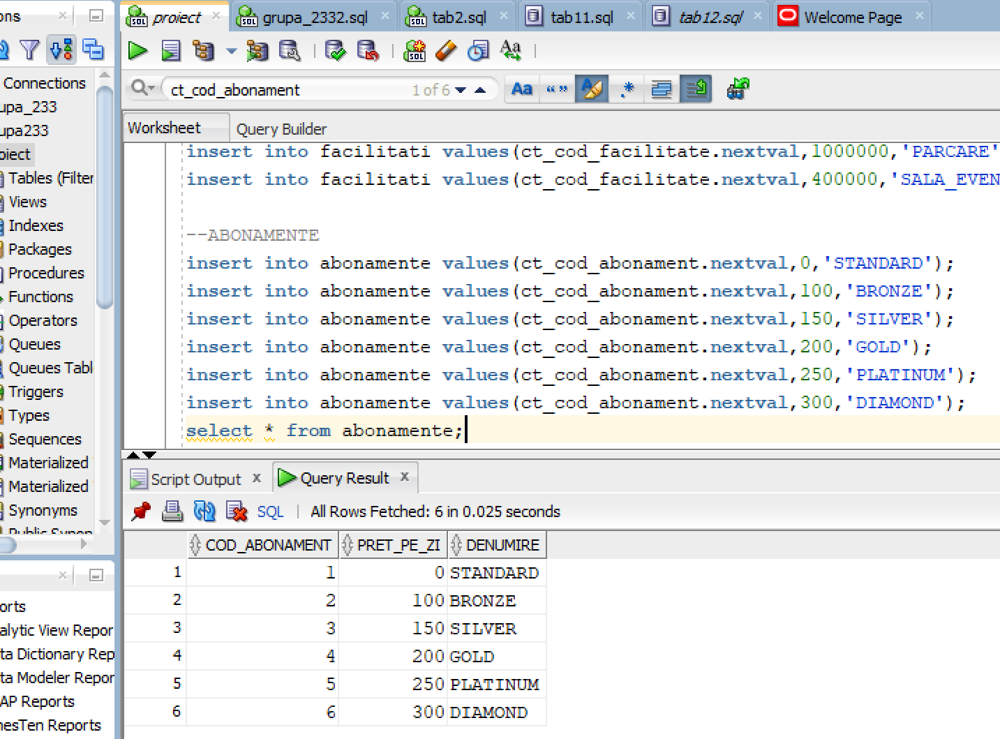 ons
proiect
grupa_2332.sql
tab2.sql
tab11.sql
tab12.sql
Welcome Page
SQL
Aa
ct_cod_abonament 1 of 6
Aa “ ” .*
Worksheet Query Builder
Connections
upa_233
upa233
oiect
Tables (Filter
Views
Indexes
Packages
Procedures
Functions
Operators
Queues
Queues Tabl
Triggers
Types
Sequences
Materialized
Materialized
Synonyms
Public Synon
orts
alytic View Repor
ta Dictionary Rep
ta Modeler Repor
AP Reports
nesTen Reports
insert into facilitati values(ct_cod_facilitate.nextval,1000000,'PARCARE'
insert into facilitati values(ct_cod_facilitate.nextval,400000,'SALA_EVEN
--ABONAMENTE
insert into abonamente values(ct_cod_abonament.nextval,0,'STANDARD');
insert into abonamente values(ct_cod_abonament.nextval,100,'BRONZE');
insert into abonamente values(ct_cod_abonament.nextval,150,'SILVER');
insert into abonamente values(ct_cod_abonament.nextval,200,'GOLD');
insert into abonamente values(ct_cod_abonament.nextval,250,'PLATINUM');
insert into abonamente values(ct_cod_abonament.nextval,300,'DIAMOND');
select * from abonamente;
Script Output x Query Result x
SQL | All Rows Fetched: 6 in 0.025 seconds
COD_ABONAMENT PRET_PE_ZI DENUMIRE
1 1 0 STANDARD
2 2 100 BRONZE
3 3 150 SILVER
4 4 200 GOLD
5 5 250 PLATINUM
6 6 300 DIAMOND